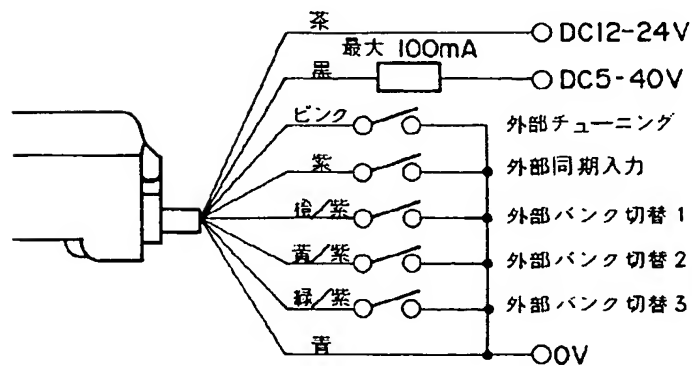 茶 DC12-24V
最大 100mA
黒 DC5-40V
ピンク 外部チューニング
紫 外部同期入力
橙/紫 外部バンク切替 1
黄/紫 外部バンク切替 2
緑/紫 外部バンク切替 3
青 0V